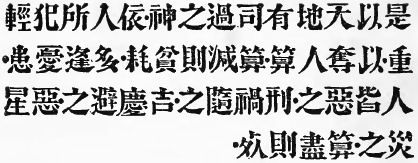 是以天地有司過之神·依人所犯輕
重·以奪人算·算減則貧耗·多逢憂患·
人皆惡之·刑禍隨之·吉慶避之·惡星
災之·算盡則死·